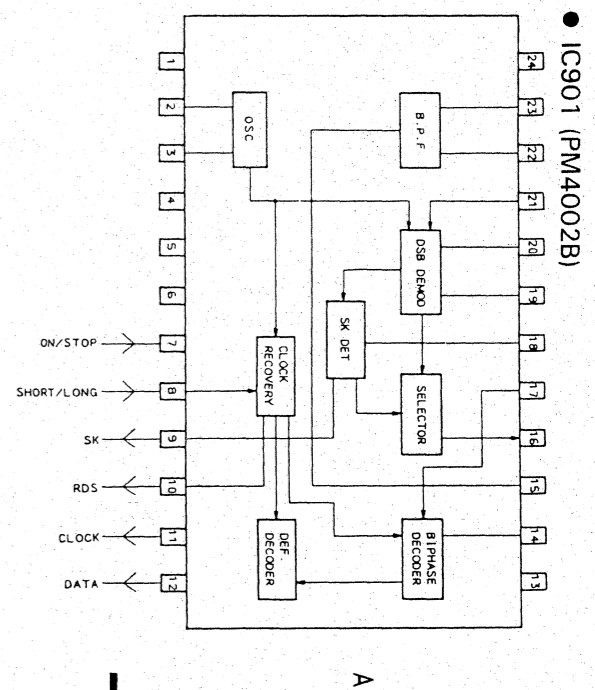 ● IC901 (PM4002B)
24
23
22
21
20
19
18
17
16
15
14
13
B.P.F
DSB DEMOD
SELECTOR
BIPHASE
DECODER
OSC
SK DET
CLOCK
RECOVERY
DEF.
DECODER
1
2
3
4
5
6
7
8
9
10
11
12
ON/STOP
SHORT/LONG
SK
RDS
CLOCK
DATA
A